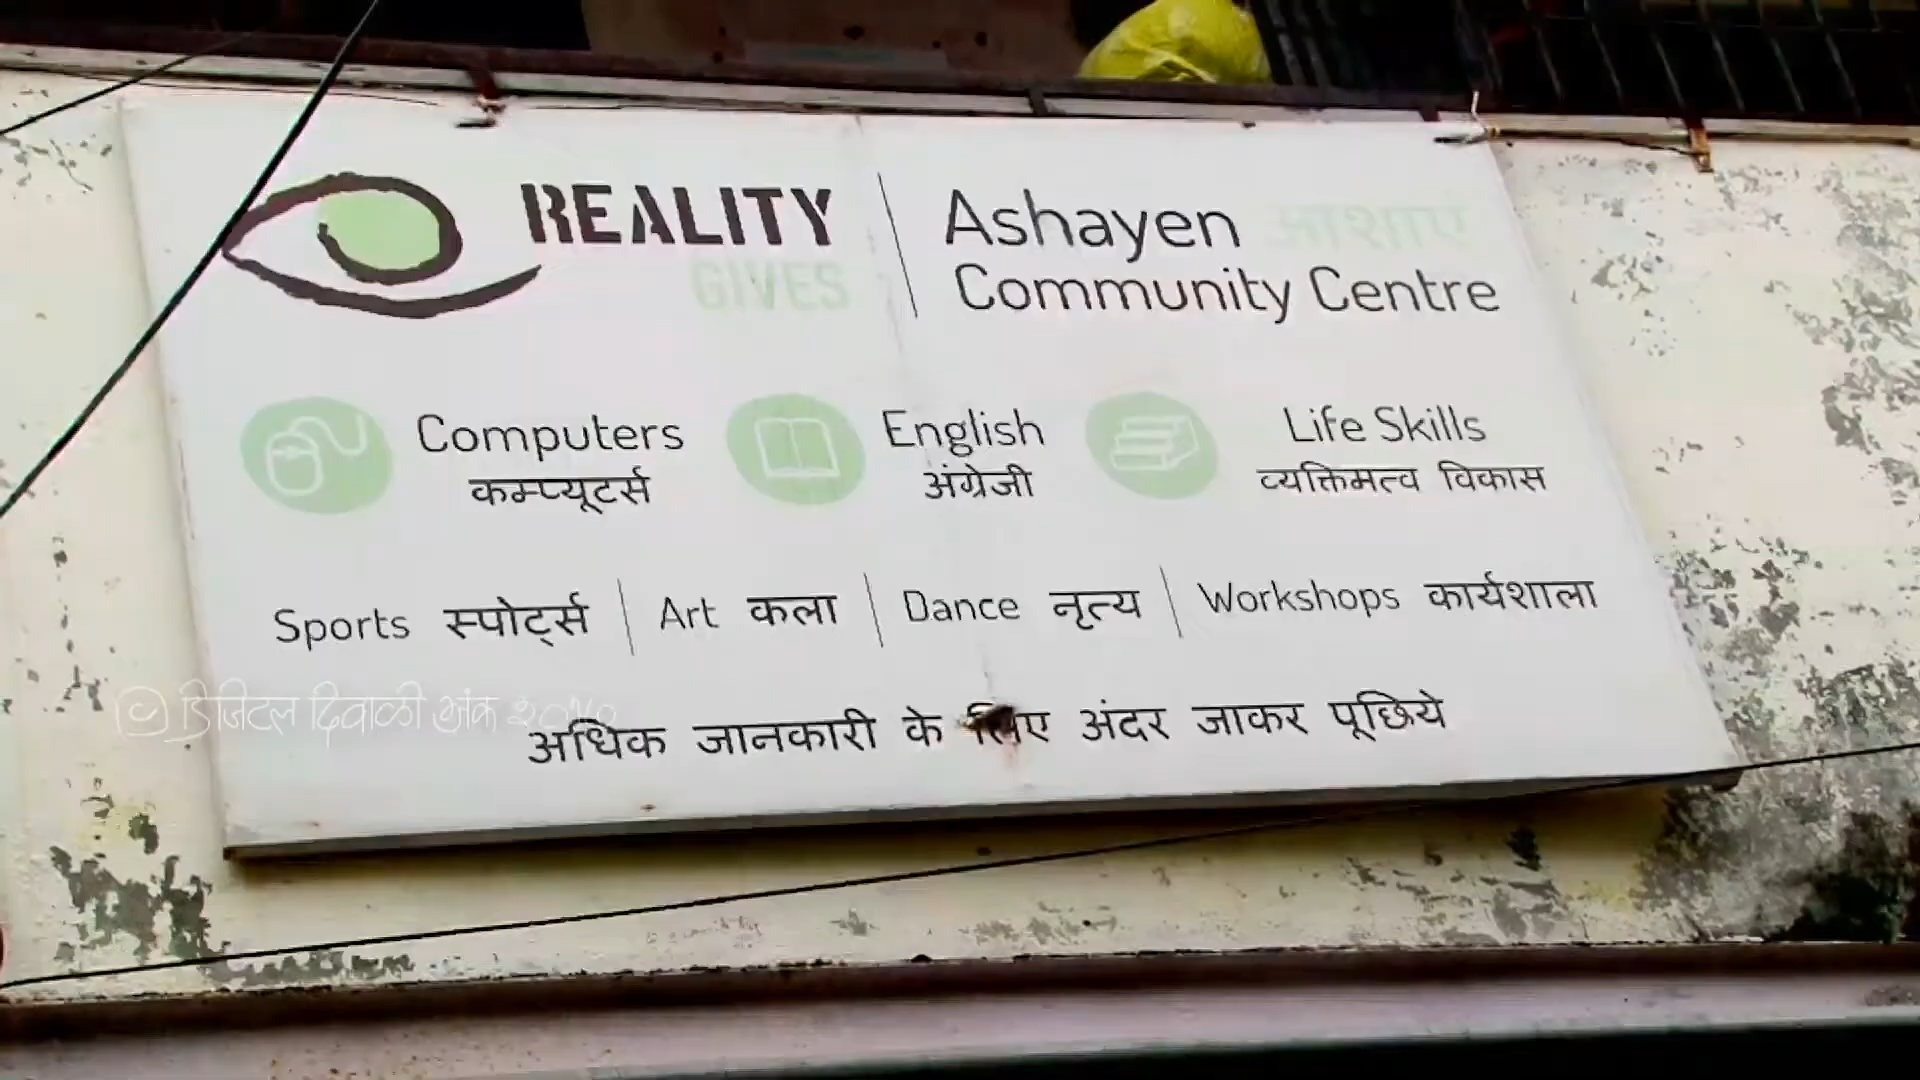 REALITY
GIVES
Ashayen आशाएं
Community Centre
Computers
कम्प्यूटर्स
English
अंग्रेजी
Life Skills
व्यक्तिमत्व विकास
Sports स्पोर्ट्स | Art कला | Dance नृत्य | Workshops कार्यशाला
अधिक जानकारी के लिए अंदर जाकर पूछिये
© डिजिटल दिवाळी अंक